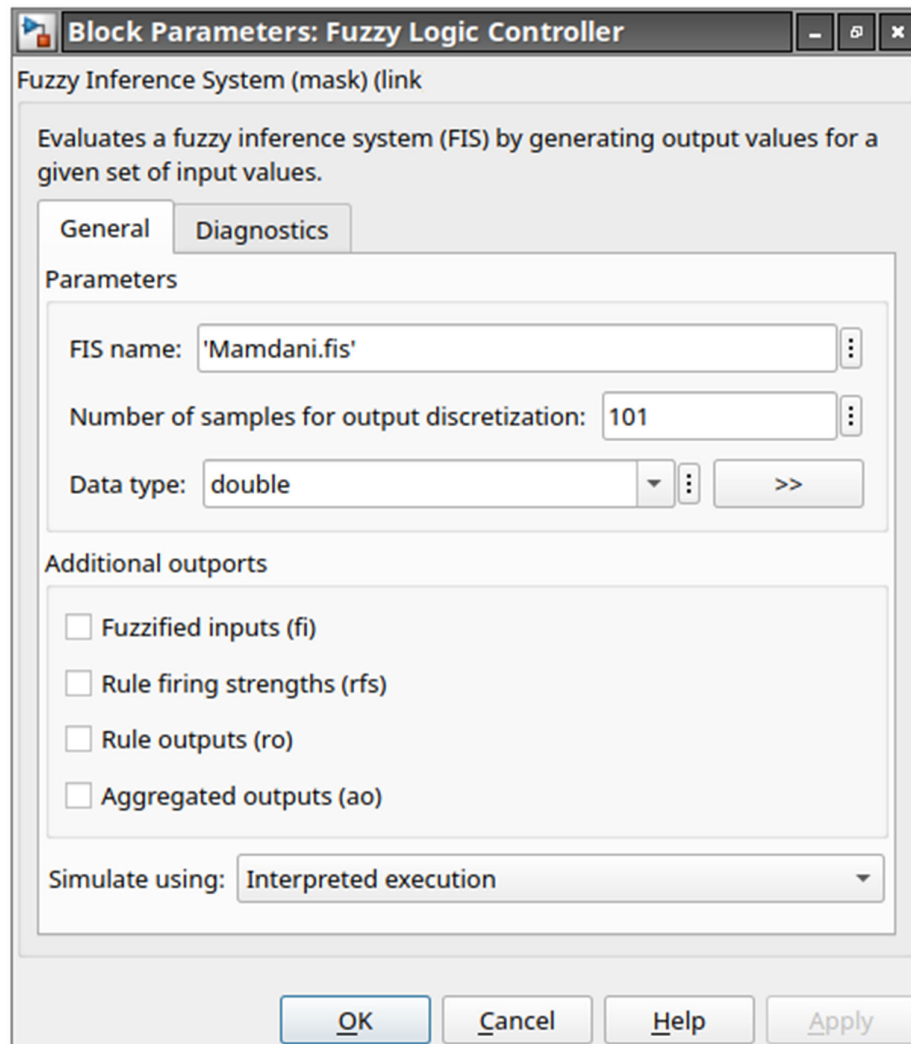 Block Parameters: Fuzzy Logic Controller
Fuzzy Inference System (mask) (link
Evaluates a fuzzy inference system (FIS) by generating output values for a
given set of input values.
General Diagnostics
Parameters
FIS name: 'Mamdani.fis'
Number of samples for output discretization: 101
Data type: double >>
Additional outports
Fuzzified inputs (fi)
Rule firing strengths (rfs)
Rule outputs (ro)
Aggregated outputs (ao)
Simulate using: Interpreted execution
OK Cancel Help Apply